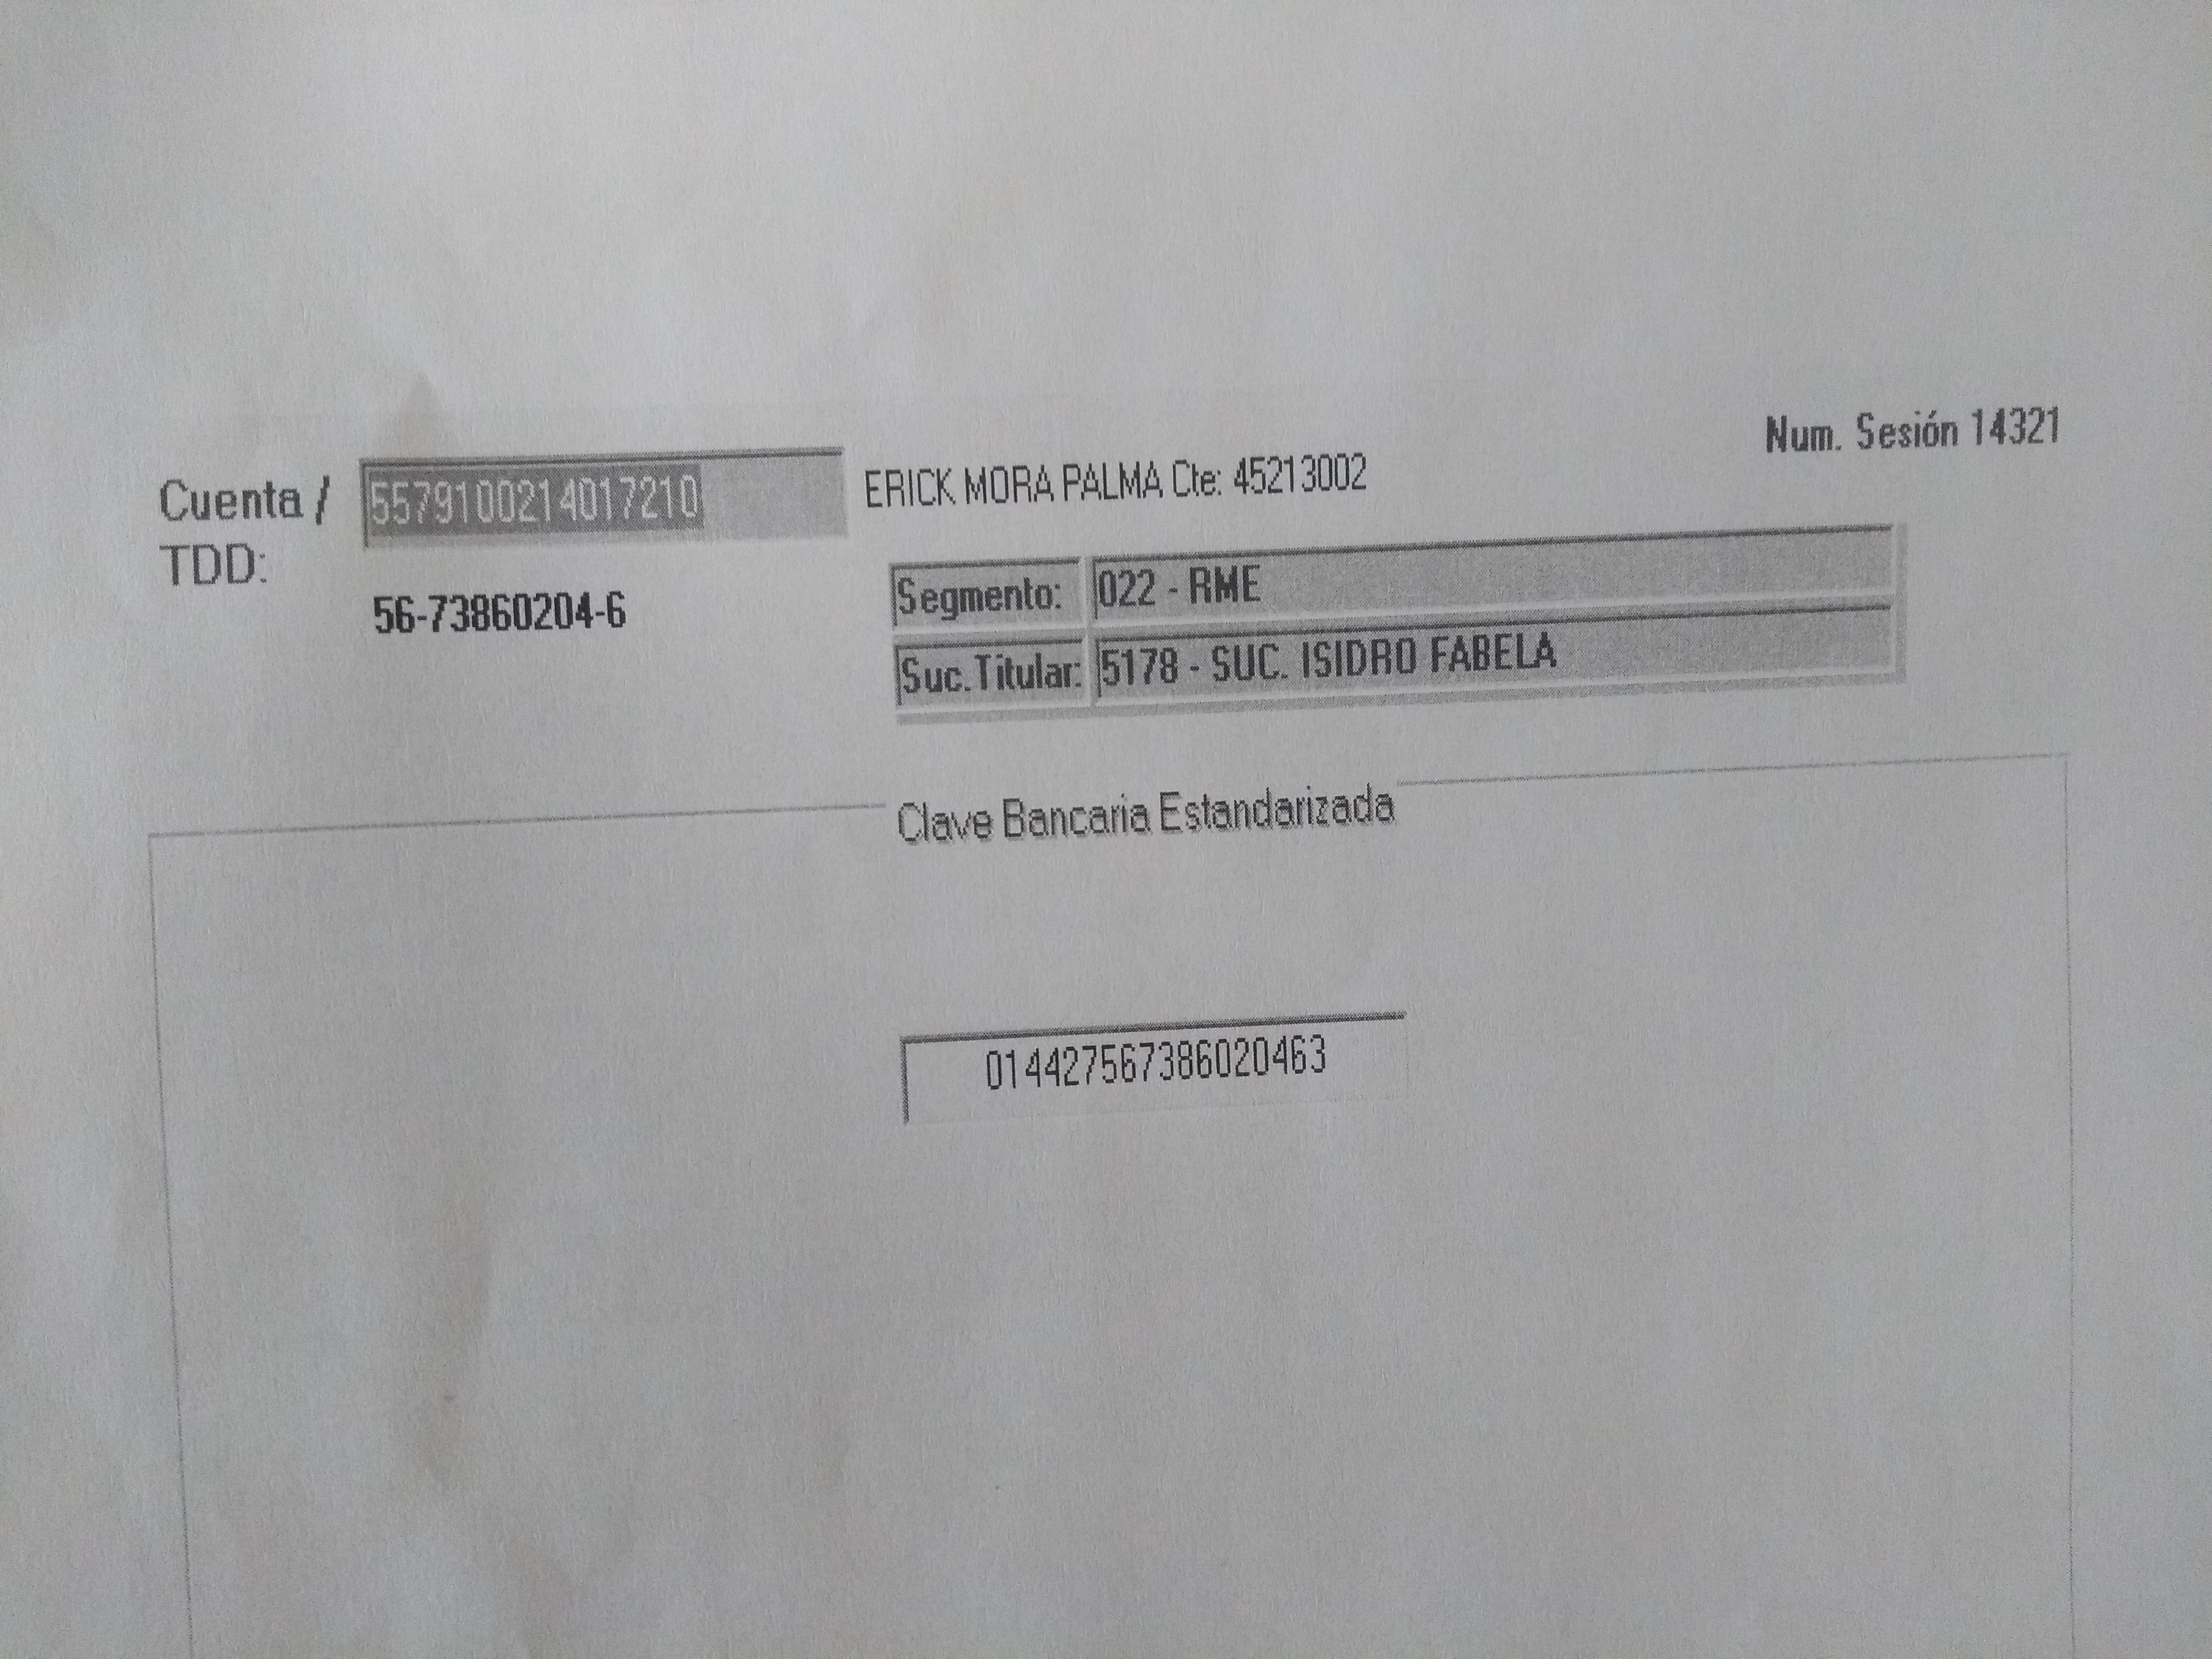 Num. Sesión 14321
Cuenta / TDD: 5579100214017210 ERICK MORA PALMA Cte: 45213002
56-73860204-6
Segmento: 022 - RME
Suc.Titular: 5178 - SUC. ISIDRO FABELA
Clave Bancaria Estandarizada
014427567386020463